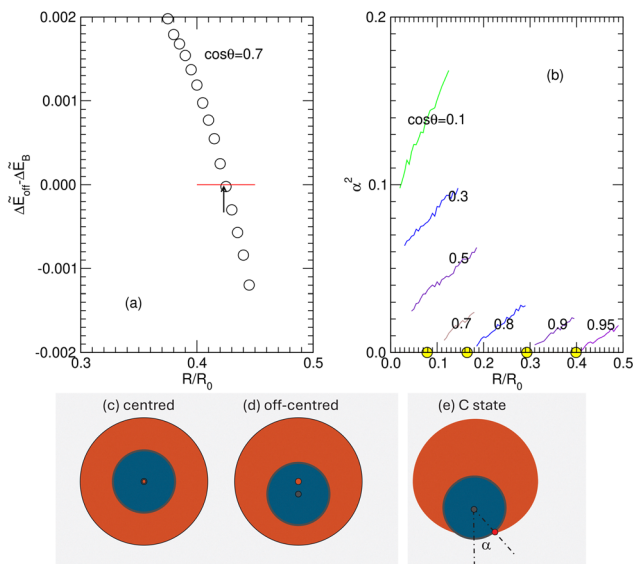 0.002
0.001
0.000
-0.001
-0.002
0.3
0.4
0.5
R/R₀
ΔẼ_off-ΔẼ_B
cosθ=0.7
(a)
0.2
0.1
0.0
0.0
0.1
0.2
0.3
0.4
0.5
R/R₀
α²
(b)
cosθ=0.1
0.3
0.5
0.7
0.8
0.9
0.95
(c) centred
(d) off-centred
(e) C state
α